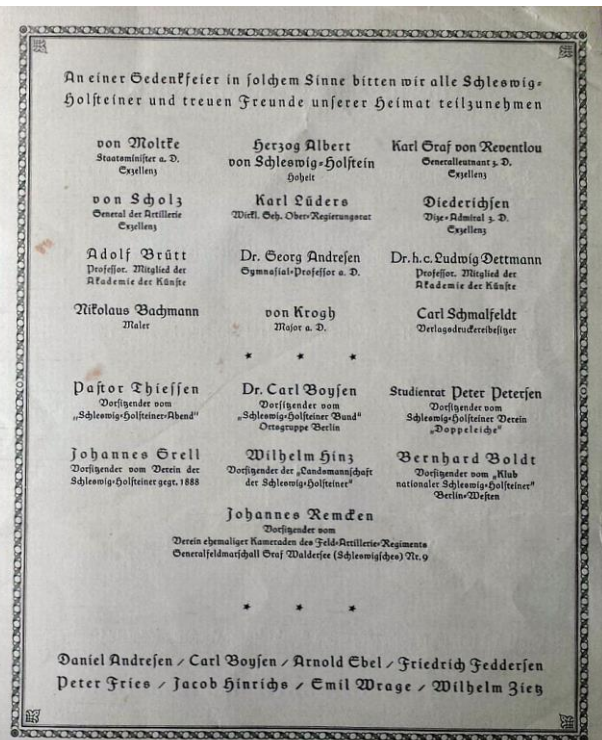 An einer Gedenkfeier in solchem Sinne bitten wir alle Schleswig-
Holsteiner und treuen Freunde unserer Heimat teilzunehmen
von Moltke
Staatsminister a. D.
Exzellenz
Herzog Albert
von Schleswig-Holstein
Hoheit
Karl Graf von Reventlou
Generalleutnant z. D.
Exzellenz
von Scholz
General der Artillerie
Exzellenz
Karl Lüders
Wirkl. Geh. Ober-Regierungsrat
Diederichsen
Vize-Admiral z. D.
Exzellenz
Adolf Brütt
Professor. Mitglied der
Akademie der Künste
Dr. Georg Andresen
Gymnasial-Professor a. D.
Dr. h. c. Ludwig Dettmann
Professor. Mitglied der
Akademie der Künste
Nikolaus Bachmann
Maler
von Krogh
Major a. D.
Carl Schmalfeldt
Verlagsdruckereibesitzer
Pastor Thiessen
Vorsitzender vom
„Schleswig-Holsteiner-Abend“
Dr. Carl Boysen
Vorsitzender vom
„Schleswig-Holsteiner Bund“
Ortsgruppe Berlin
Studienrat Peter Petersen
Vorsitzender vom
Schleswig-Holsteiner Verein
„Doppeleiche“
Johannes Grell
Vorsitzender vom Verein der
Schleswig-Holsteiner gegr. 1888
Wilhelm Hinz
Vorsitzender der „Landsmannschaft
der Schleswig-Holsteiner“
Bernhard Boldt
Vorsitzender vom „Klub
nationaler Schleswig-Holsteiner“
Berlin-Westen
Johannes Remcken
Vorsitzender vom
Verein ehemaliger Kameraden des Feld-Artillerie-Regiments
Generalfeldmarschall Graf Waldersee (Schleswigsches) Nr. 9
Daniel Andresen / Carl Boysen / Arnold Ebel / Friedrich Feddersen
Peter Fries / Jacob Hinrichs / Emil Wrage / Wilhelm Zietz